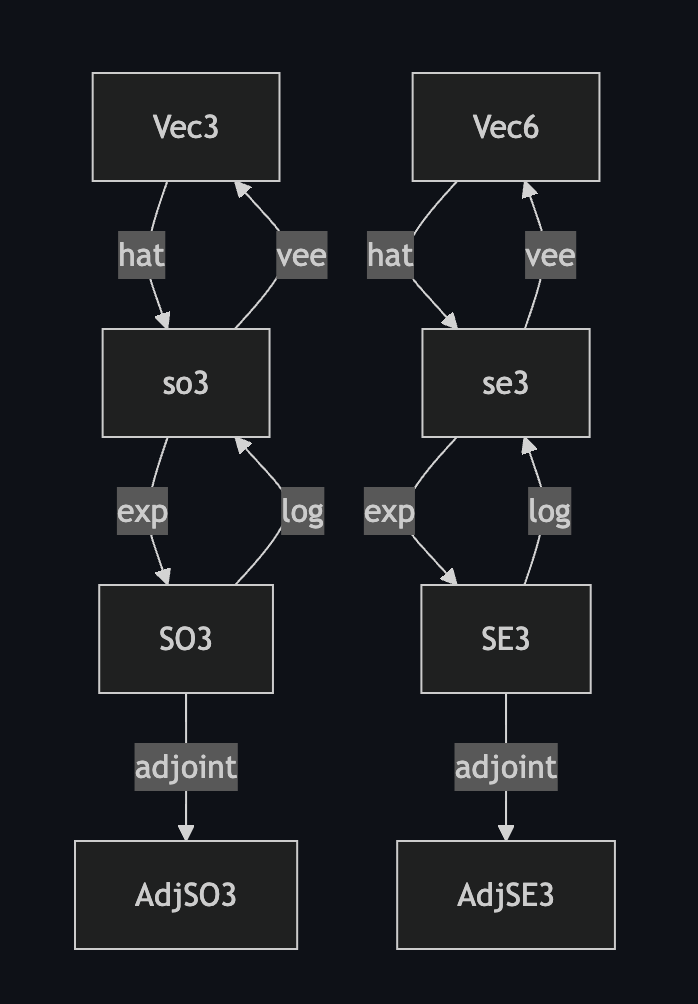 Vec3
Vec6
hat
vee
hat
vee
so3
se3
exp
log
exp
log
SO3
SE3
adjoint
adjoint
AdjSO3
AdjSE3